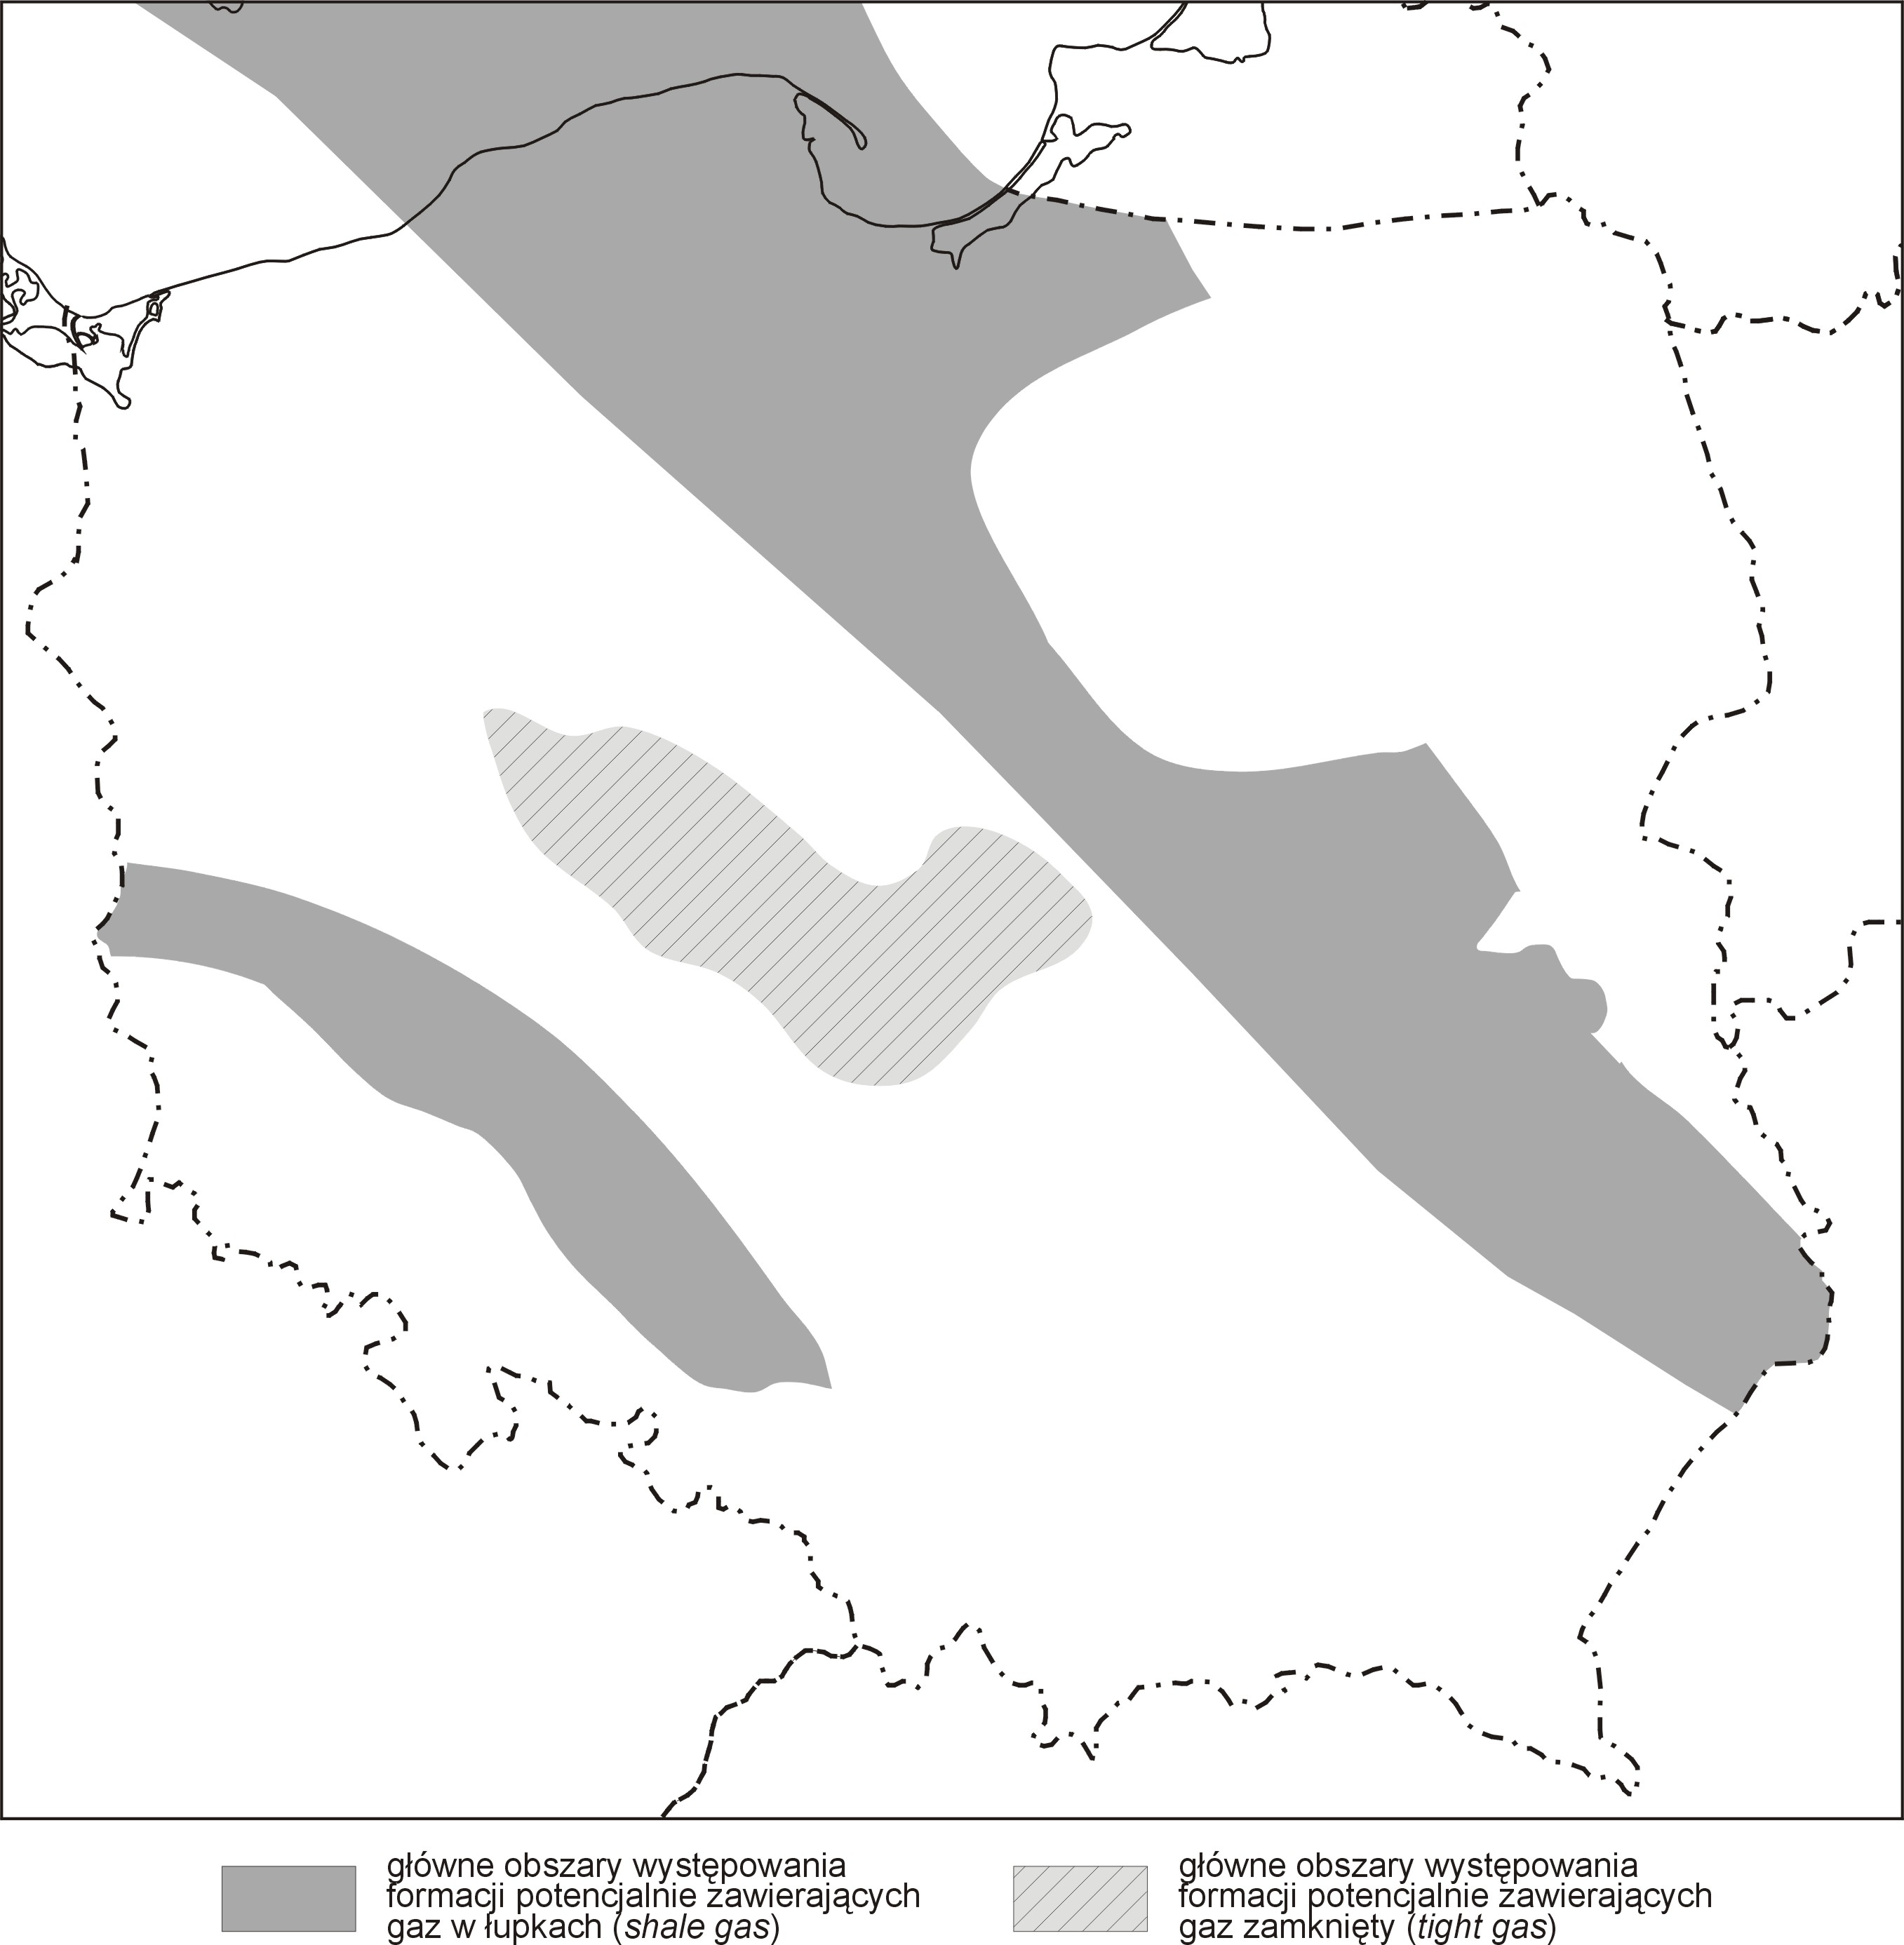 główne obszary występowania
formacji potencjalnie zawierających
gaz w łupkach (shale gas)
główne obszary występowania
formacji potencjalnie zawierających
gaz zamknięty (tight gas)